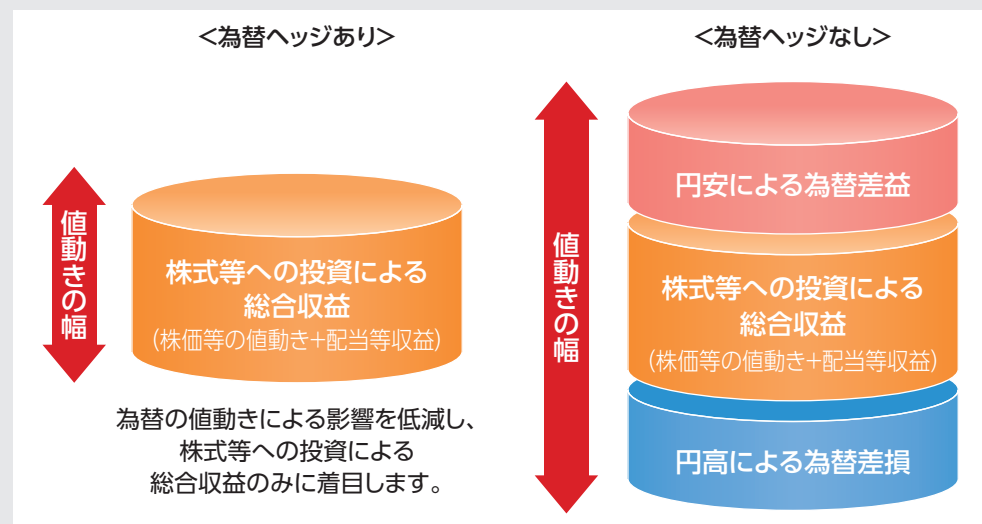 <為替ヘッジあり>
値動きの幅
株式等への投資による
総合収益
(株価等の値動き+配当等収益)
為替の値動きによる影響を低減し、
株式等への投資による
総合収益のみに着目します。
<為替ヘッジなし>
値動きの幅
円安による為替差益
株式等への投資による
総合収益
(株価等の値動き+配当等収益)
円高による為替差損